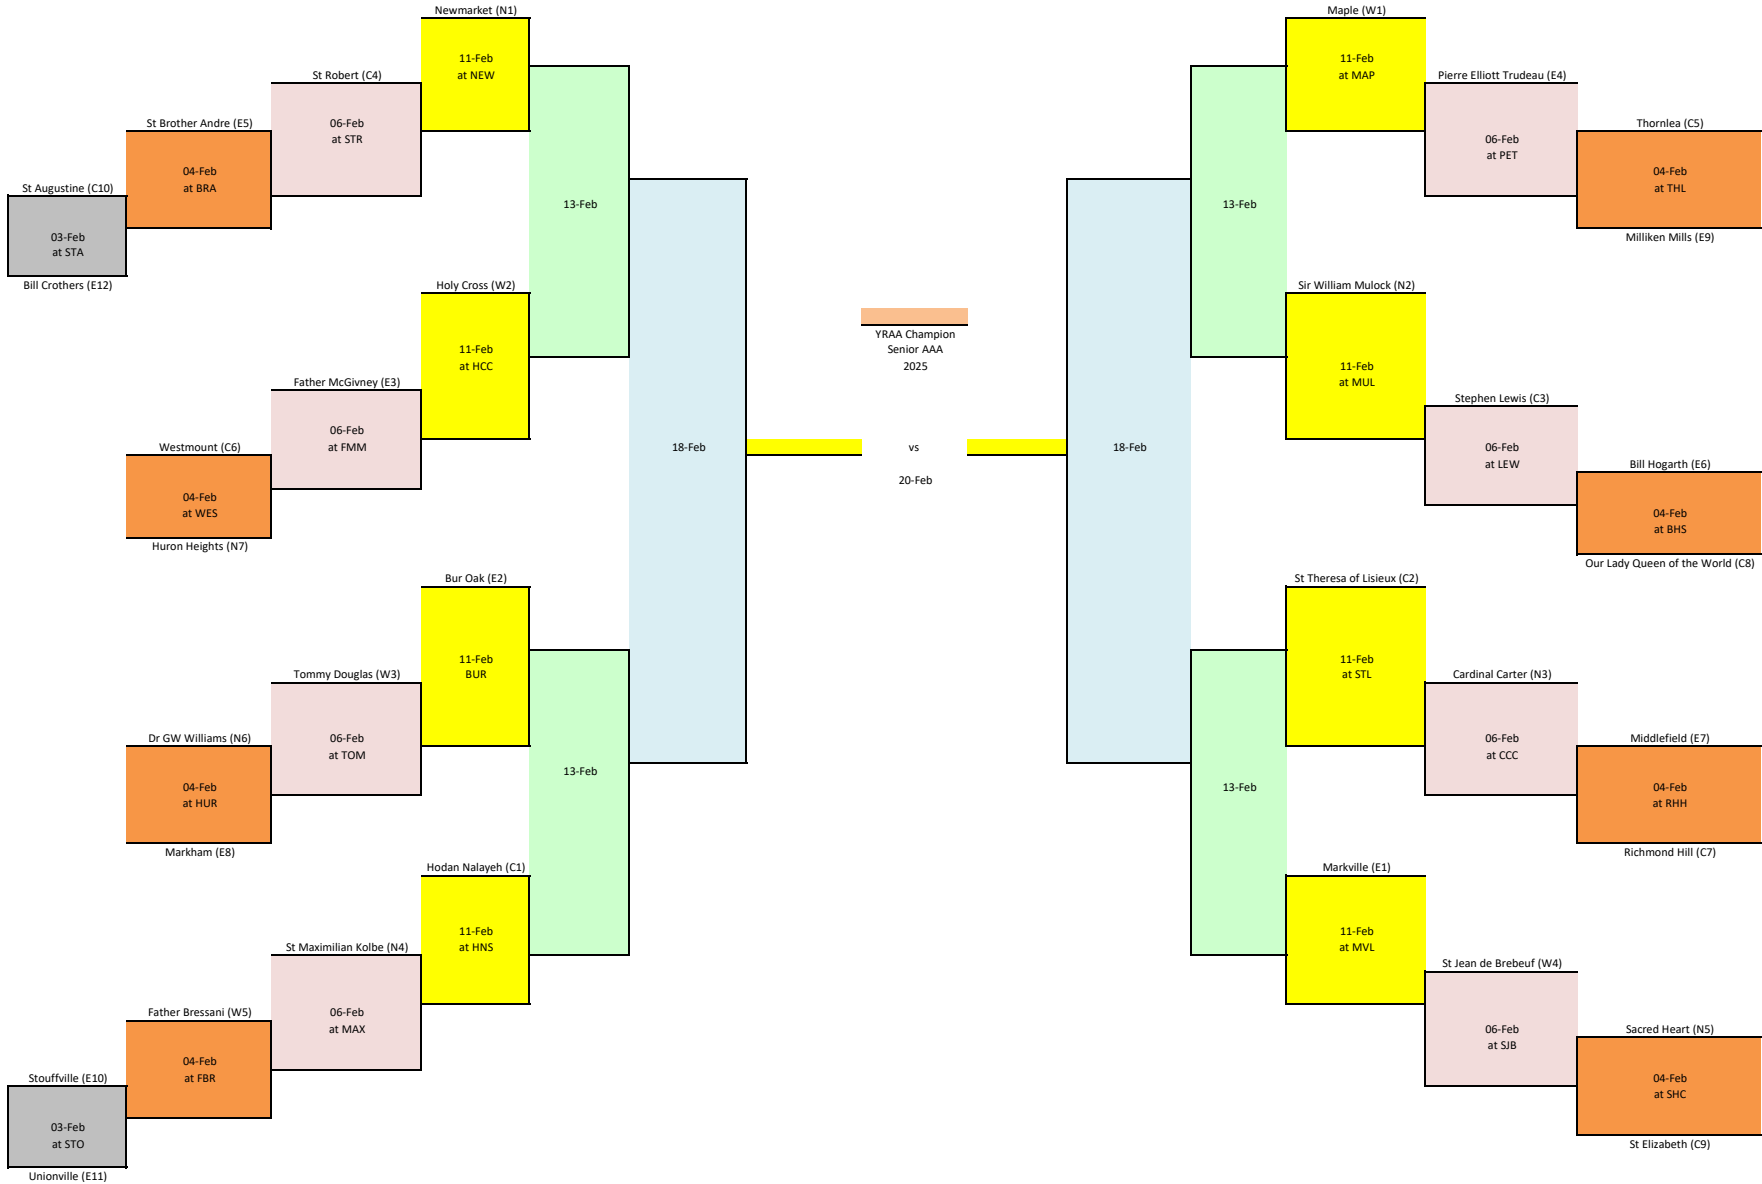 Newmarket (N1)
11-Feb
at NEW
St Robert (C4)
06-Feb
at STR
St Brother Andre (E5)
04-Feb
at BRA
St Augustine (C10)
03-Feb
at STA
Bill Crothers (E12)
13-Feb
Holy Cross (W2)
11-Feb
at HCC
Father McGivney (E3)
06-Feb
at FMM
Westmount (C6)
04-Feb
at WES
Huron Heights (N7)
18-Feb
Bur Oak (E2)
11-Feb
BUR
Tommy Douglas (W3)
06-Feb
at TOM
Dr GW Williams (N6)
04-Feb
at HUR
Markham (E8)
13-Feb
Hodan Nalayeh (C1)
11-Feb
at HNS
St Maximilian Kolbe (N4)
06-Feb
at MAX
Father Bressani (W5)
04-Feb
at FBR
Stouffville (E10)
03-Feb
at STO
Unionville (E11)
YRAA Champion
Senior AAA
2025
vs
20-Feb
Maple (W1)
11-Feb
at MAP
Pierre Elliott Trudeau (E4)
06-Feb
at PET
Thornlea (C5)
04-Feb
at THL
Milliken Mills (E9)
13-Feb
Sir William Mulock (N2)
11-Feb
at MUL
Stephen Lewis (C3)
06-Feb
at LEW
Bill Hogarth (E6)
04-Feb
at BHS
Our Lady Queen of the World (C8)
18-Feb
St Theresa of Lisieux (C2)
11-Feb
at STL
Cardinal Carter (N3)
06-Feb
at CCC
Middlefield (E7)
04-Feb
at RHH
Richmond Hill (C7)
13-Feb
Markville (E1)
11-Feb
at MVL
St Jean de Brebeuf (W4)
06-Feb
at SJB
Sacred Heart (N5)
04-Feb
at SHC
St Elizabeth (C9)